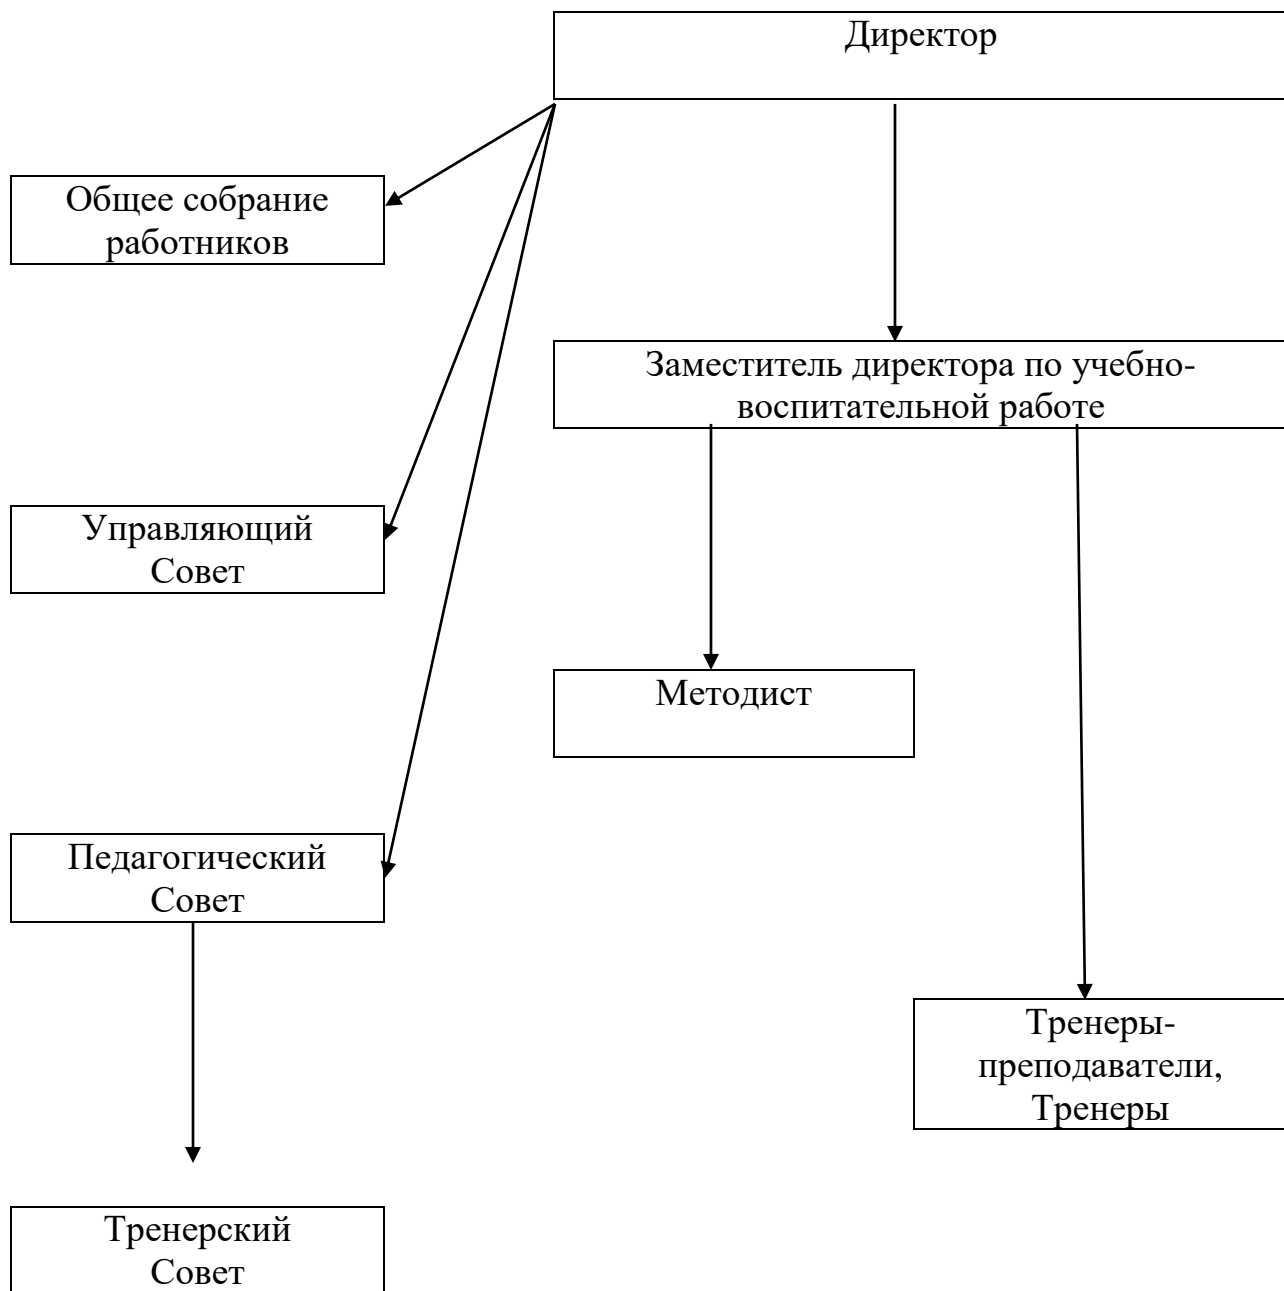 Директор
Общее собрание
работников
Заместитель директора по учебно-
воспитательной работе
Управляющий
Совет
Методист
Педагогический
Совет
Тренеры-
преподаватели,
Тренеры
Тренерский
Совет